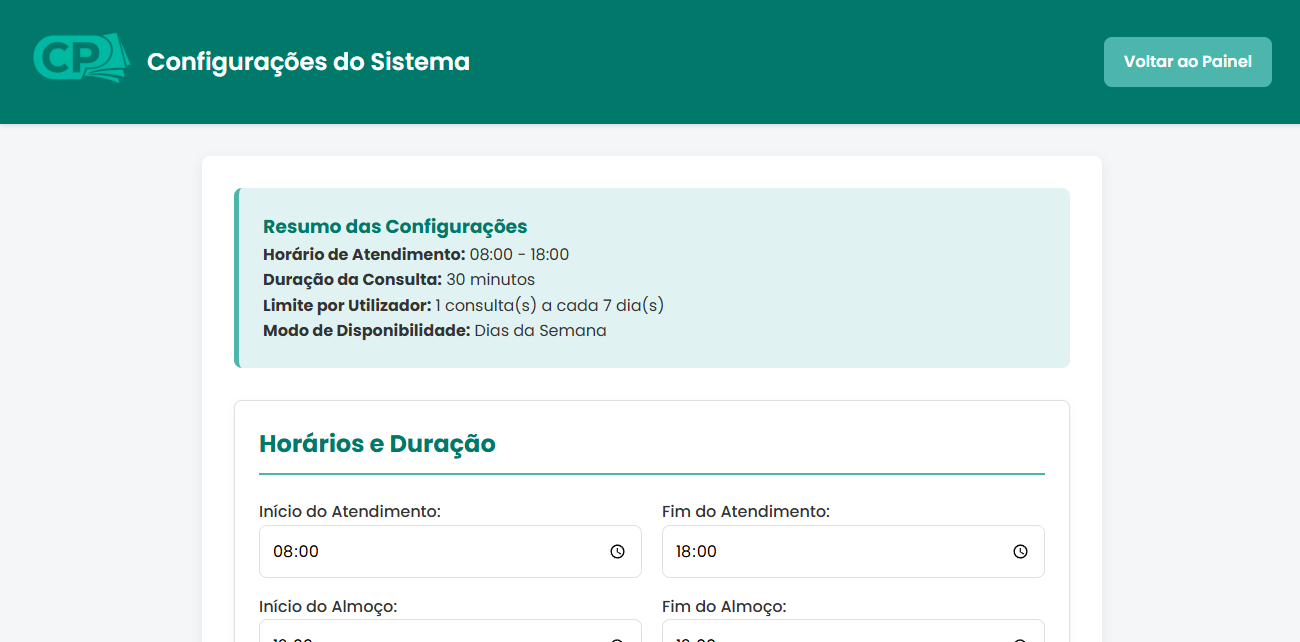 CP
Configurações do Sistema
Voltar ao Painel
Resumo das Configurações
Horário de Atendimento: 08:00 - 18:00
Duração da Consulta: 30 minutos
Limite por Utilizador: 1 consulta(s) a cada 7 dia(s)
Modo de Disponibilidade: Dias da Semana
Horários e Duração
Início do Atendimento:
Fim do Atendimento:
08:00
18:00
Início do Almoço:
Fim do Almoço: